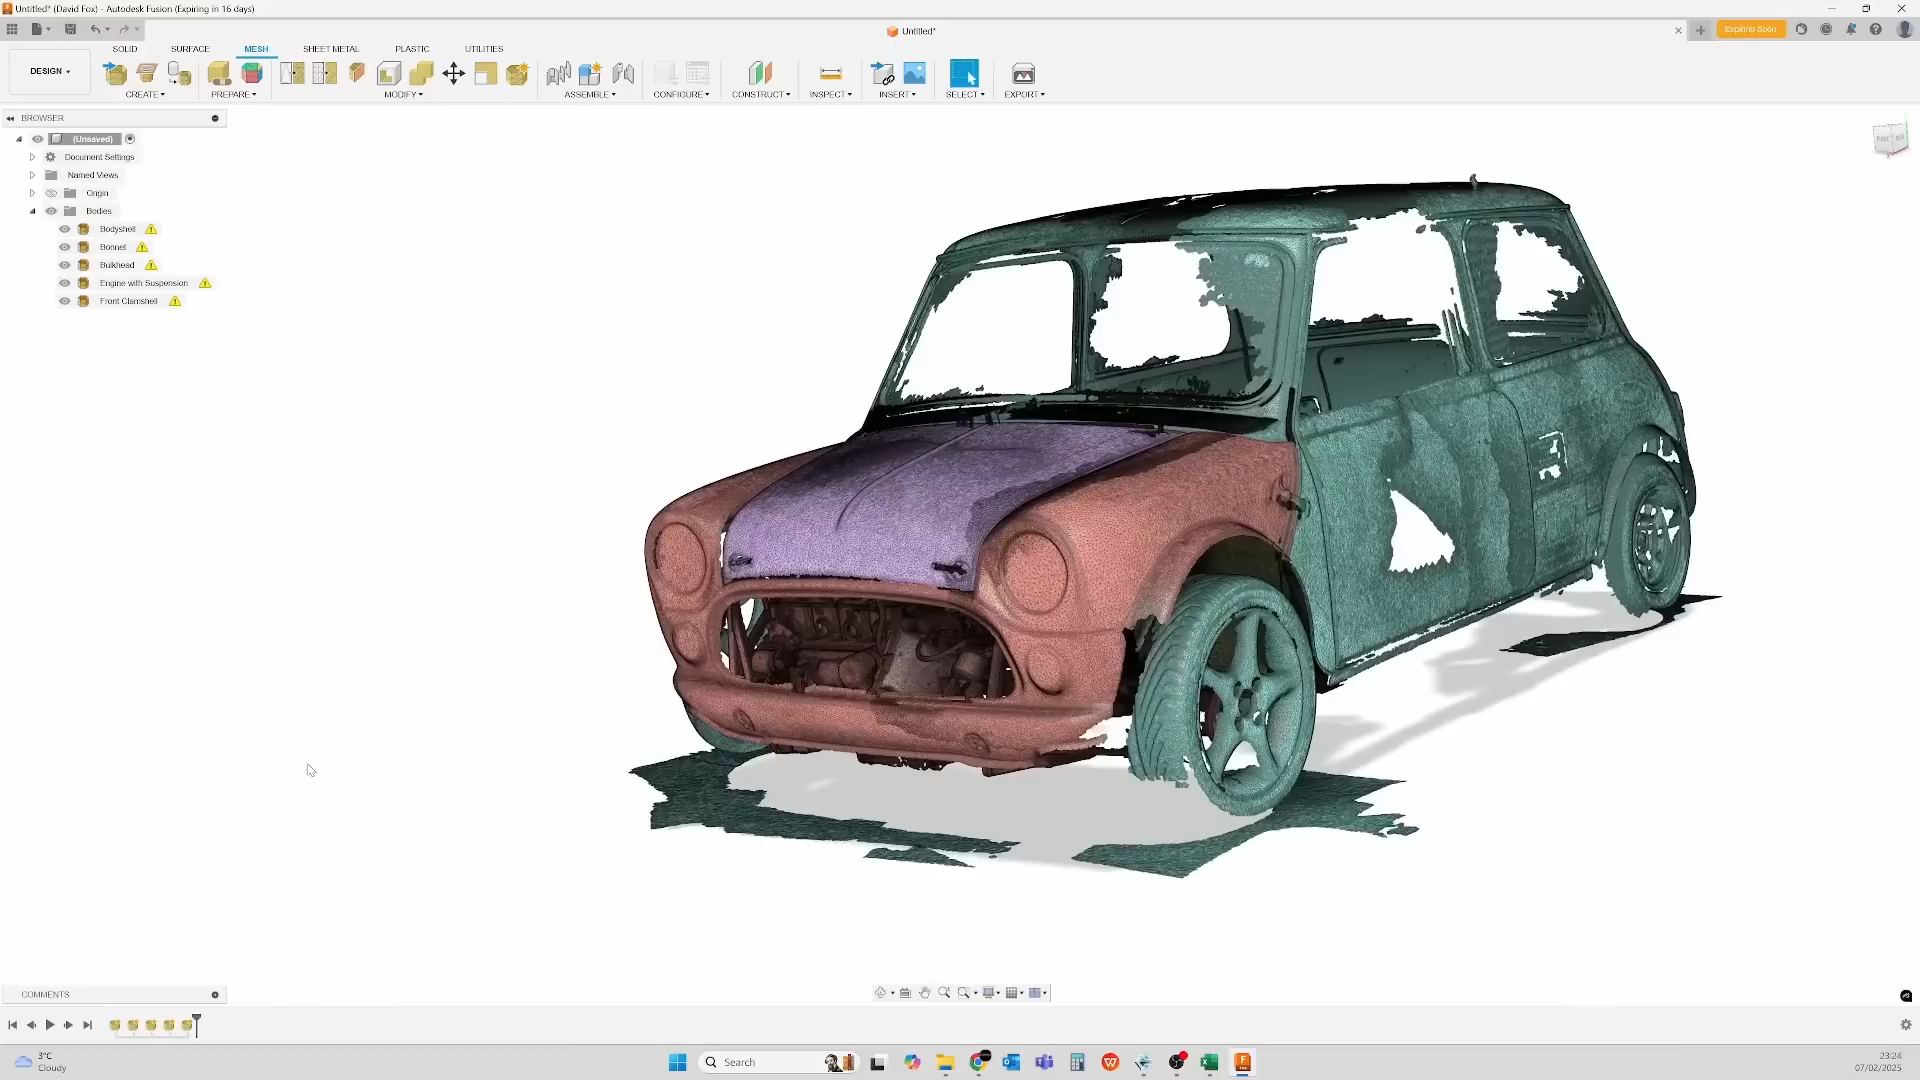 Untitled* (David Fox) - Autodesk Fusion (Expiring in 16 days)
Untitled*
Expiring Soon
DESIGN
SOLID SURFACE MESH SHEET METAL PLASTIC UTILITIES
CREATE PREPARE MODIFY ASSEMBLE CONFIGURE CONSTRUCT INSPECT INSERT SELECT EXPORT
BROWSER
(Unsaved)
Document Settings
Named Views
Origin
Bodies
Bodyshell
Bonnet
Bulkhead
Engine with Suspension
Front Clamshell
COMMENTS
3°C
Cloudy
Search
23:24
07/02/2025